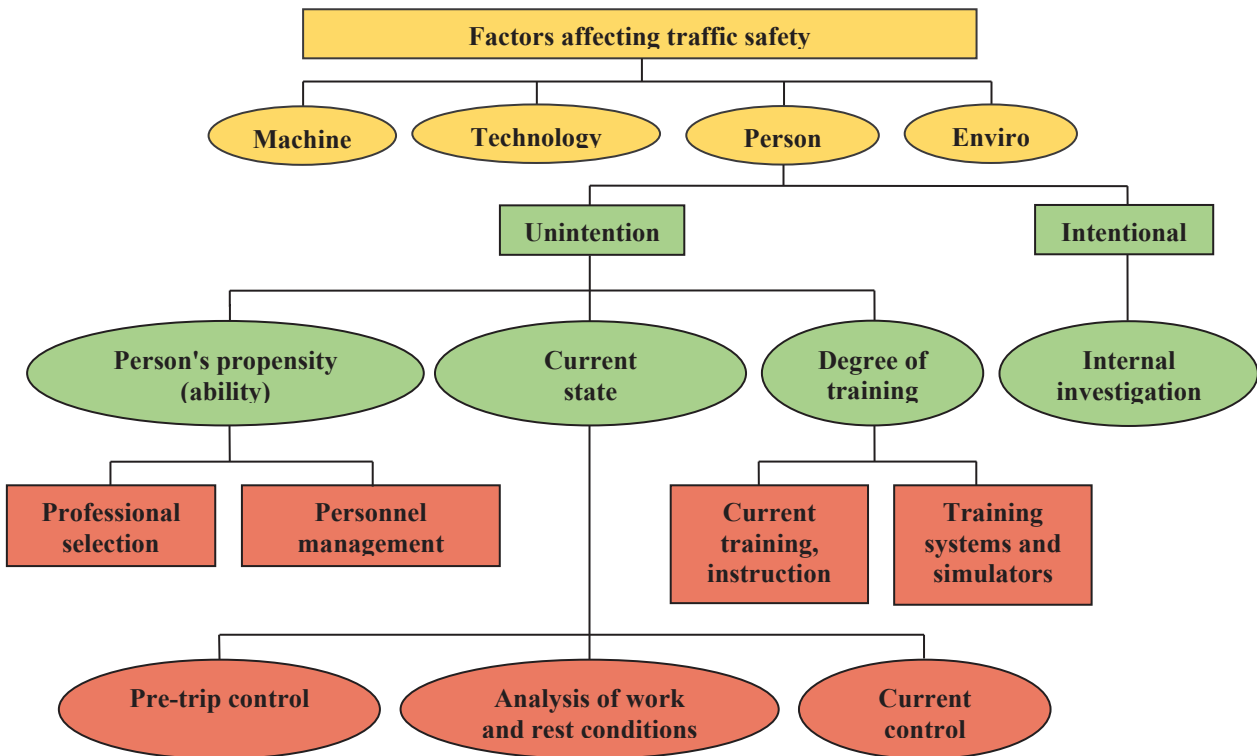 Factors affecting traffic safety
Machine
Technology
Person
Enviro
Unintention
Intentional
Person's propensity
(ability)
Current
state
Degree of
training
Internal
investigation
Professional
selection
Personnel
management
Current
training,
instruction
Training
systems and
simulators
Pre-trip control
Analysis of work
and rest conditions
Current
control